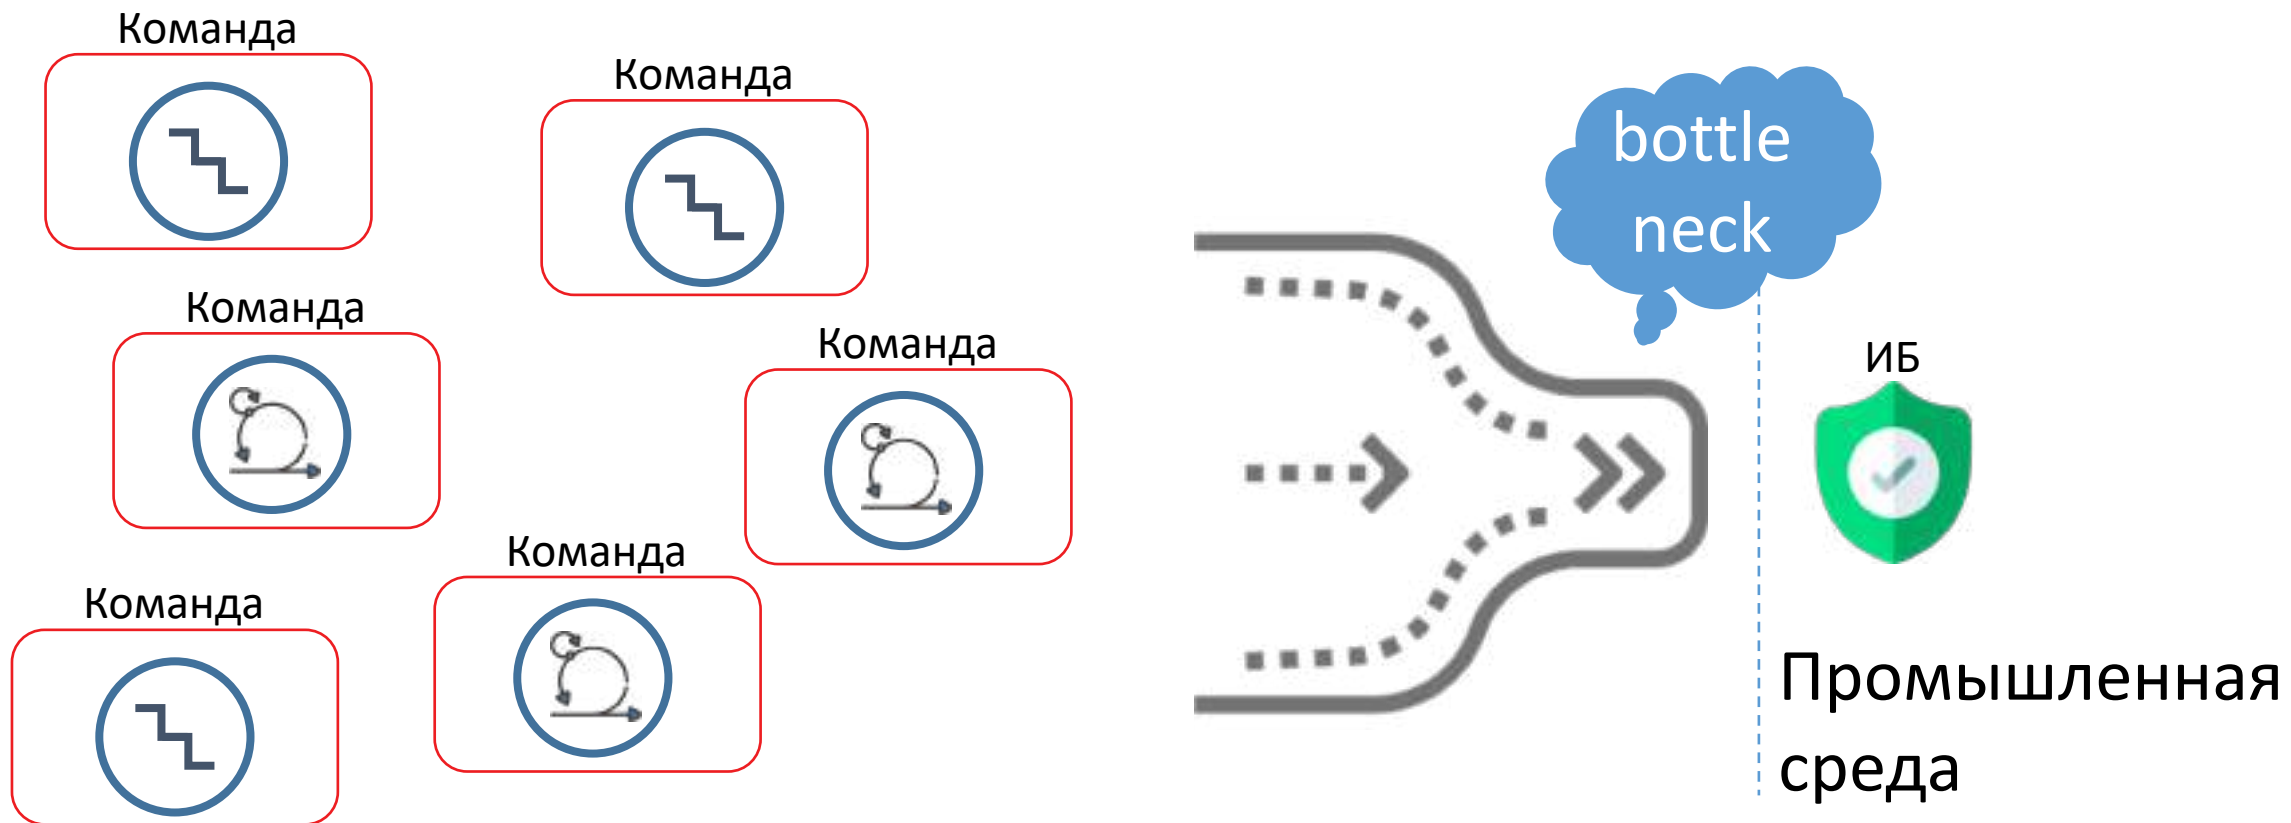 Команда
Команда
Команда
Команда
Команда
Команда
bottle
neck
ИБ
Промышленная
среда